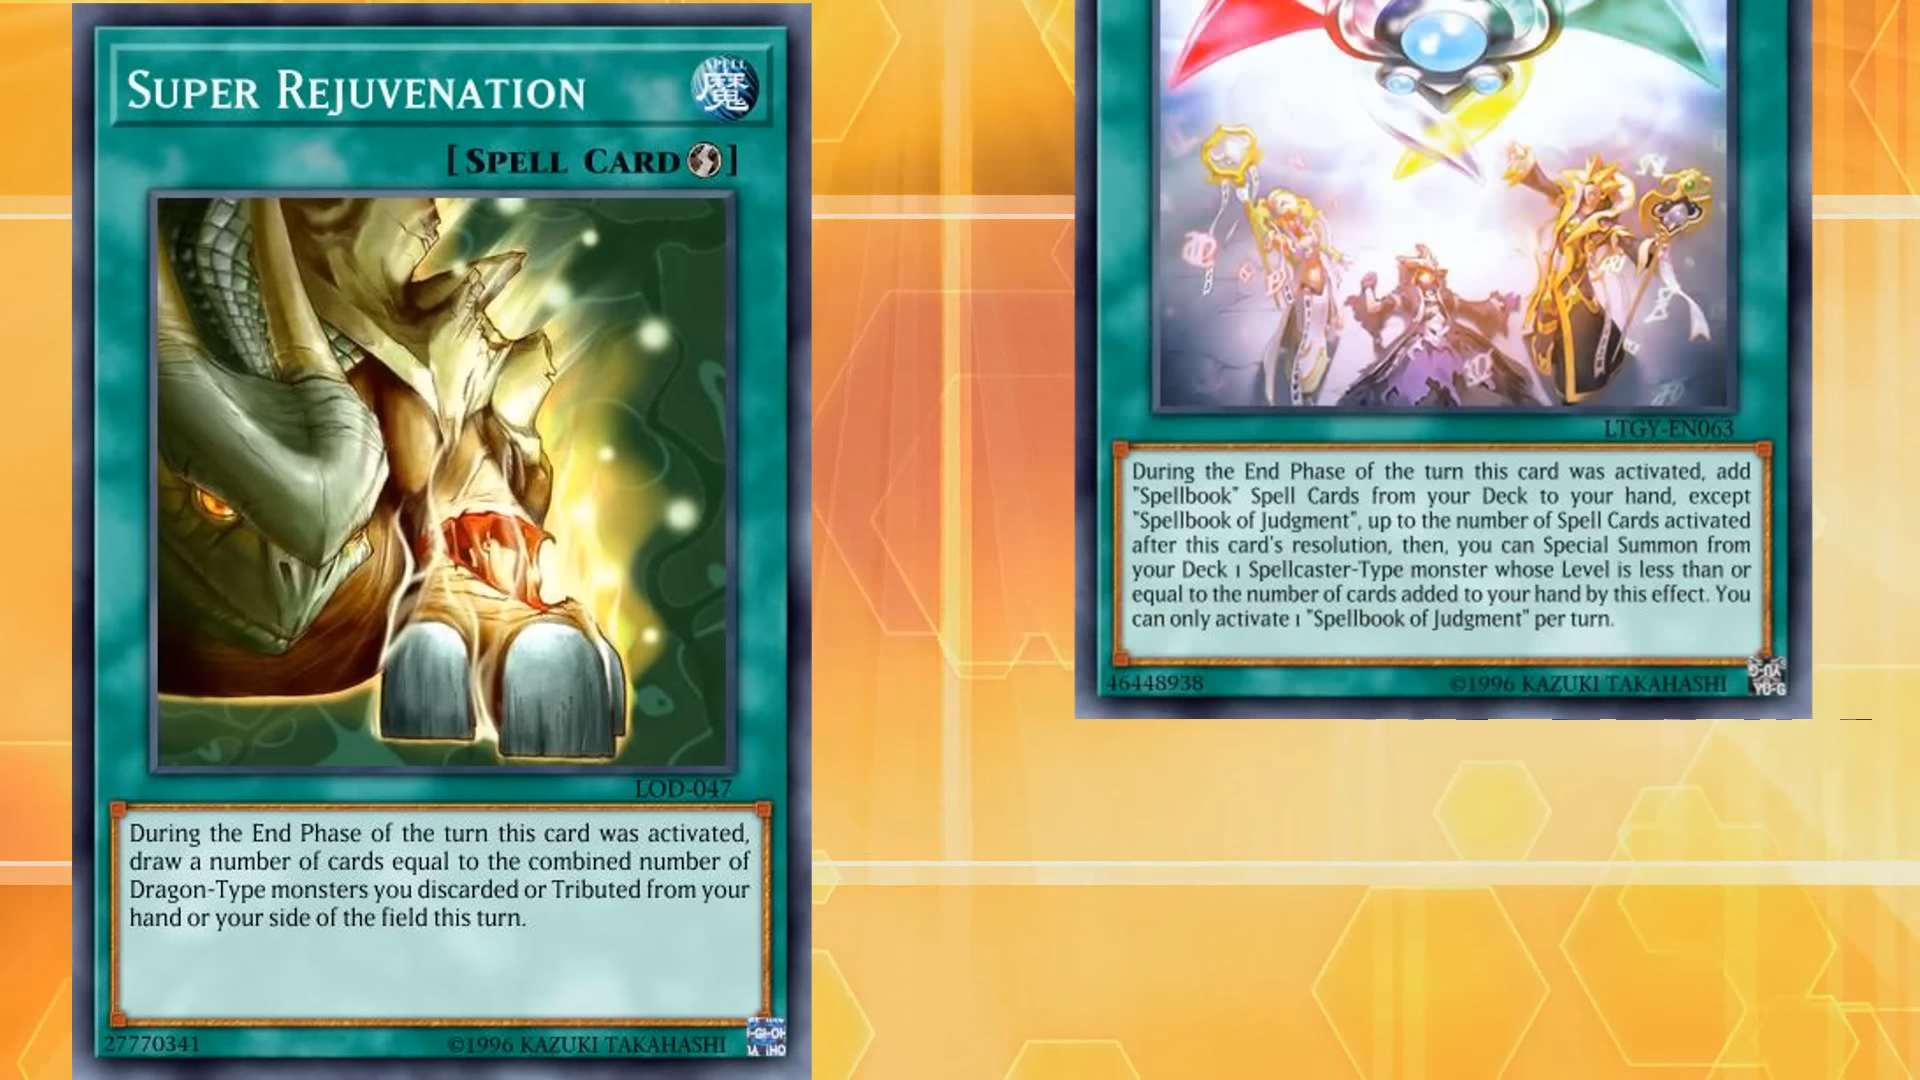 SUPER REJUVENATION
SPELL
魔
[SPELL CARD]
LOD-047
During the End Phase of the turn this card was activated,
draw a number of cards equal to the combined number of
Dragon-Type monsters you discarded or Tributed from your
hand or your side of the field this turn.
27770341
©1996 KAZUKI TAKAHASHI
LTGY-EN063
During the End Phase of the turn this card was activated, add
"Spellbook" Spell Cards from your Deck to your hand, except
"Spellbook of Judgment", up to the number of Spell Cards activated
after this card's resolution, then, you can Special Summon from
your Deck 1 Spellcaster-Type monster whose Level is less than or
equal to the number of cards added to your hand by this effect. You
can only activate 1 "Spellbook of Judgment" per turn.
46448938
©1996 KAZUKI TAKAHASHI